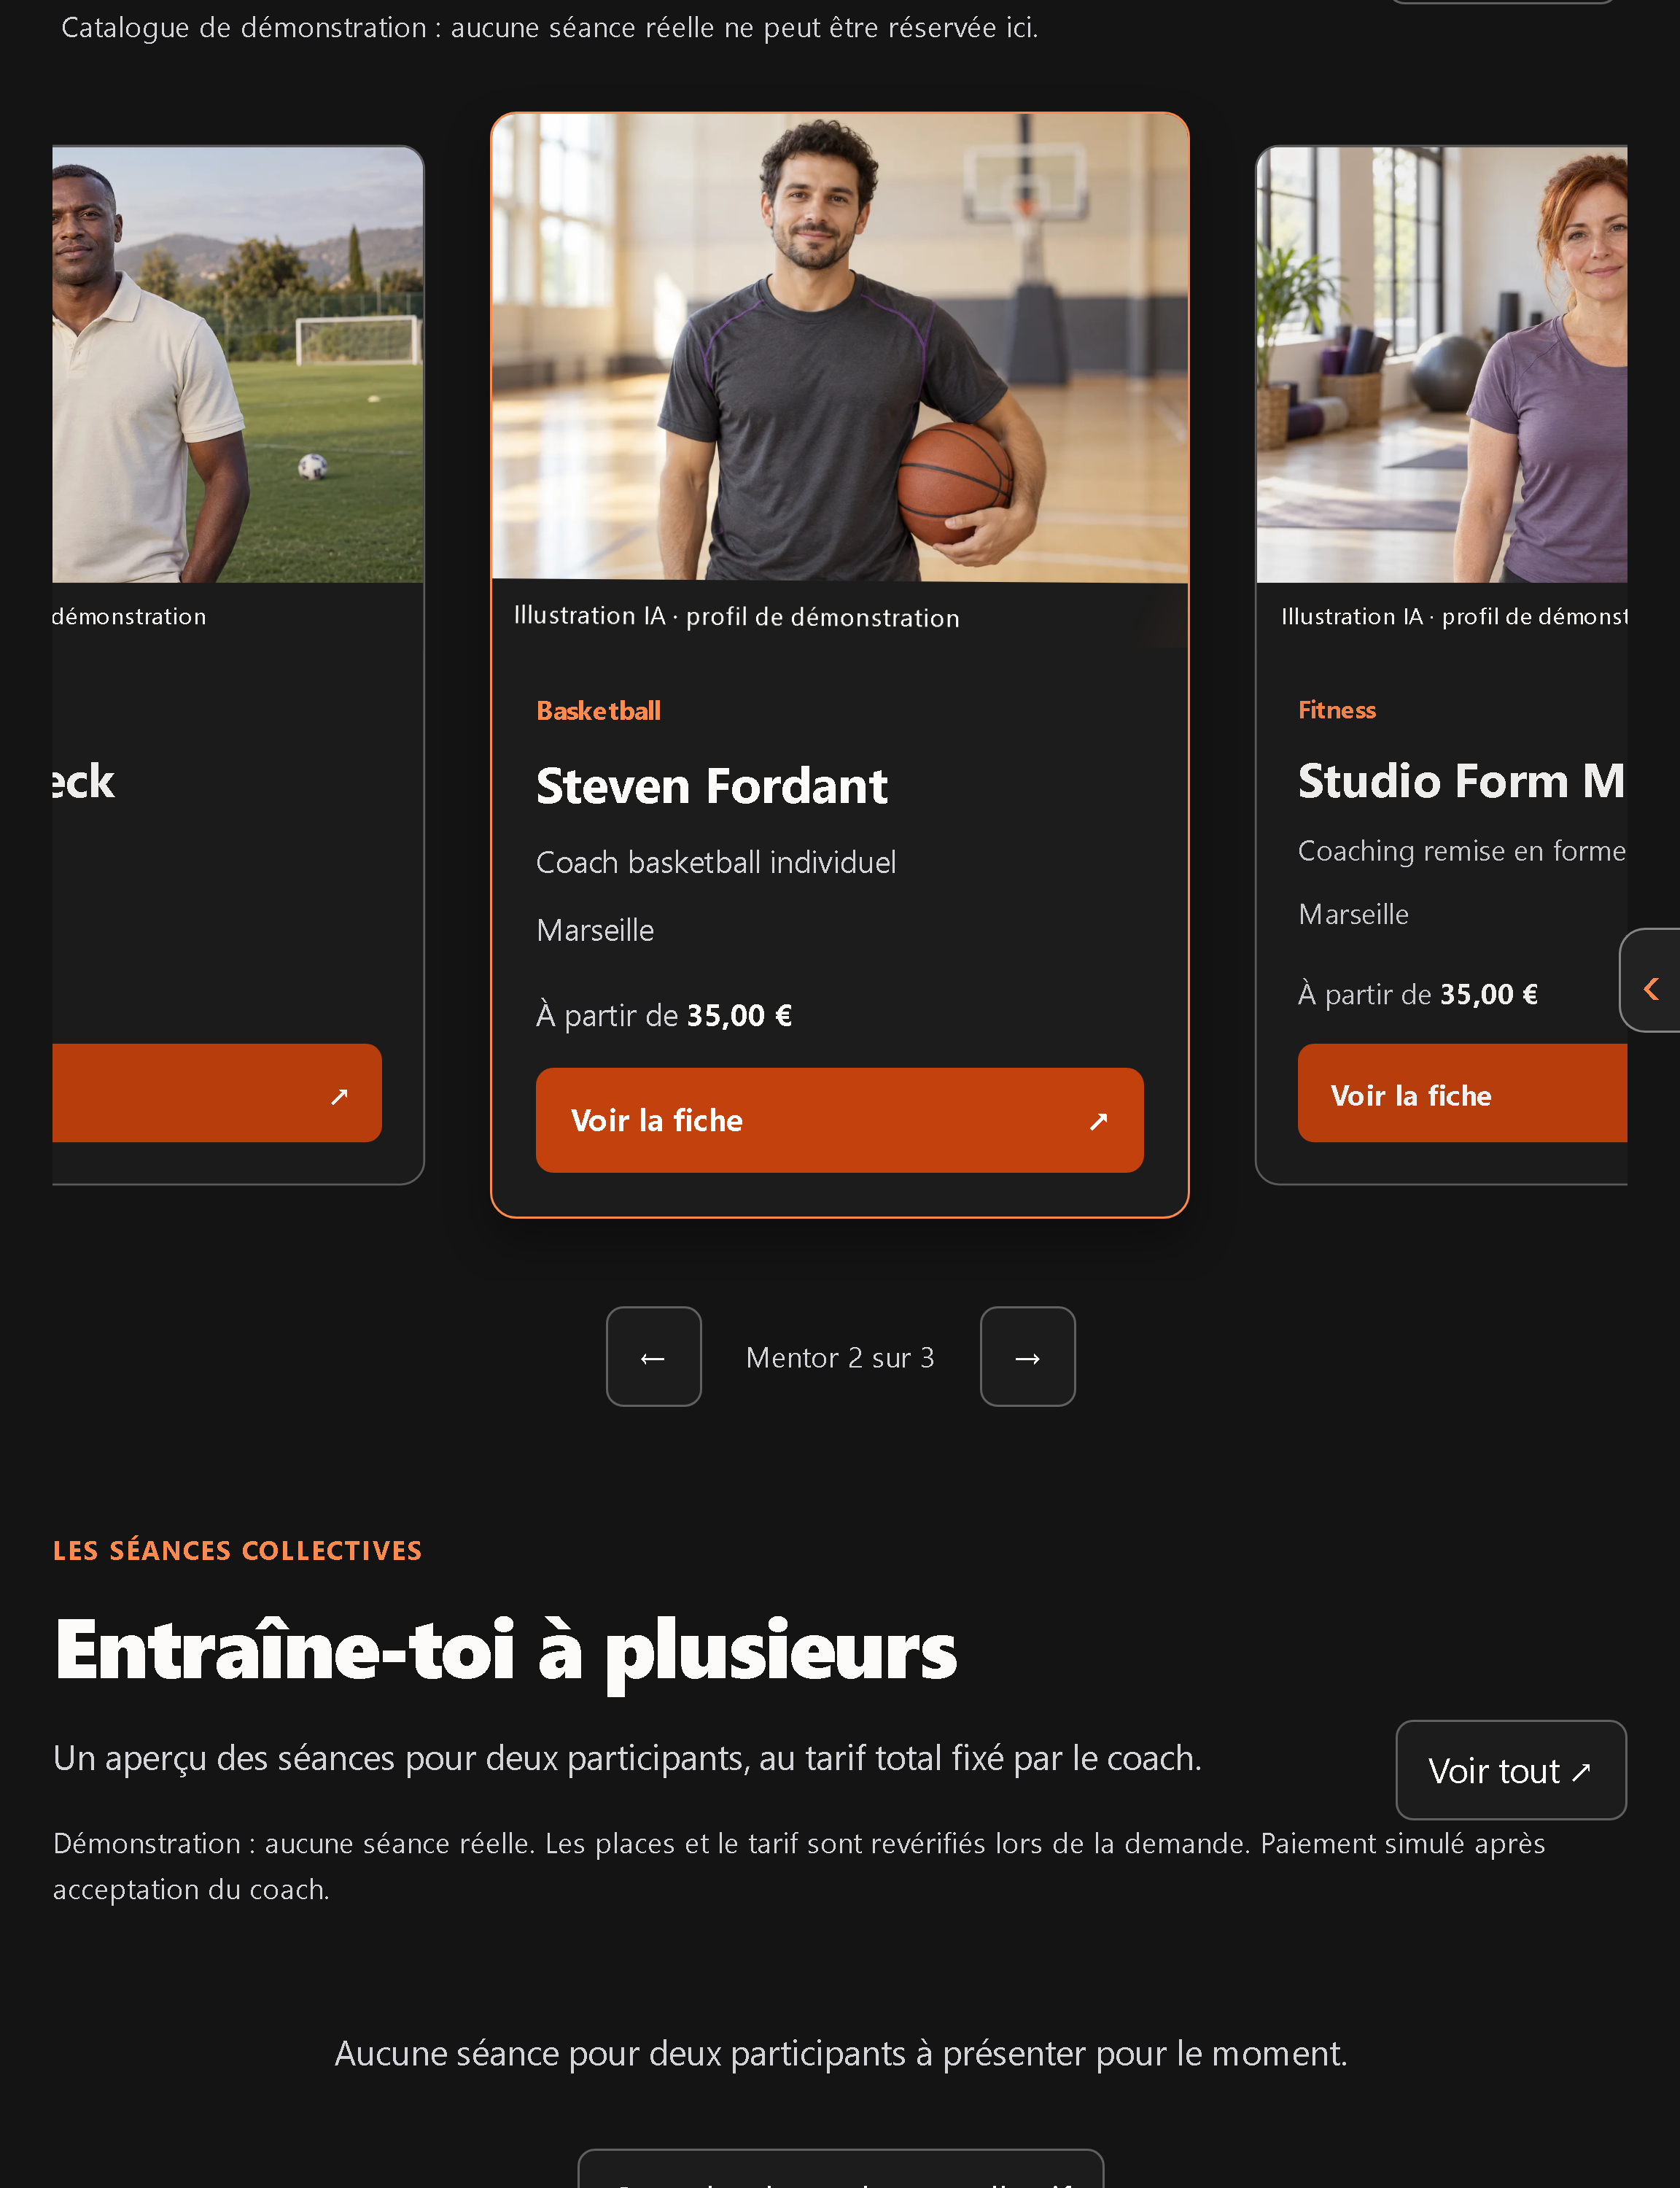 Catalogue de démonstration : aucune séance réelle ne peut être réservée ici.
démonstration
eck
↗
Illustration IA · profil de démonstration
Basketball
Steven Fordant
Coach basketball individuel
Marseille
À partir de 35,00 €
Voir la fiche ↗
Illustration IA · profil de démonst
Fitness
Studio Form M
Coaching remise en forme
Marseille
À partir de 35,00 €
Voir la fiche
‹
← Mentor 2 sur 3 →
LES SÉANCES COLLECTIVES
Entraîne-toi à plusieurs
Un aperçu des séances pour deux participants, au tarif total fixé par le coach.
Voir tout ↗
Démonstration : aucune séance réelle. Les places et le tarif sont revérifiés lors de la demande. Paiement simulé après
acceptation du coach.
Aucune séance pour deux participants à présenter pour le moment.